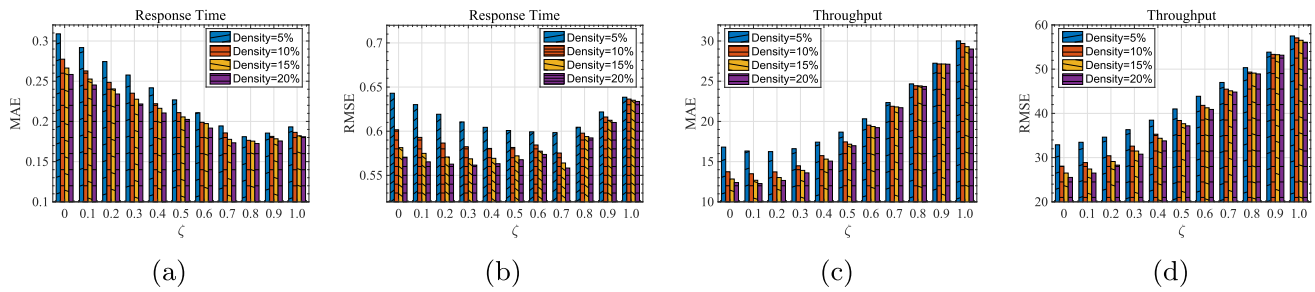 Response Time
MAE
0.3
0.25
0.2
0.15
0.1
Density=5%
Density=10%
Density=15%
Density=20%
0 0.1 0.2 0.3 0.4 0.5 0.6 0.7 0.8 0.9 1.0
ζ
(a)
Response Time
RMSE
0.7
0.65
0.6
0.55
Density=5%
Density=10%
Density=15%
Density=20%
0 0.1 0.2 0.3 0.4 0.5 0.6 0.7 0.8 0.9 1.0
ζ
(b)
Throughput
MAE
30
25
20
15
10
Density=5%
Density=10%
Density=15%
Density=20%
0 0.1 0.2 0.3 0.4 0.5 0.6 0.7 0.8 0.9 1.0
ζ
(c)
Throughput
RMSE
60
50
40
30
20
Density=5%
Density=10%
Density=15%
Density=20%
0 0.1 0.2 0.3 0.4 0.5 0.6 0.7 0.8 0.9 1.0
ζ
(d)